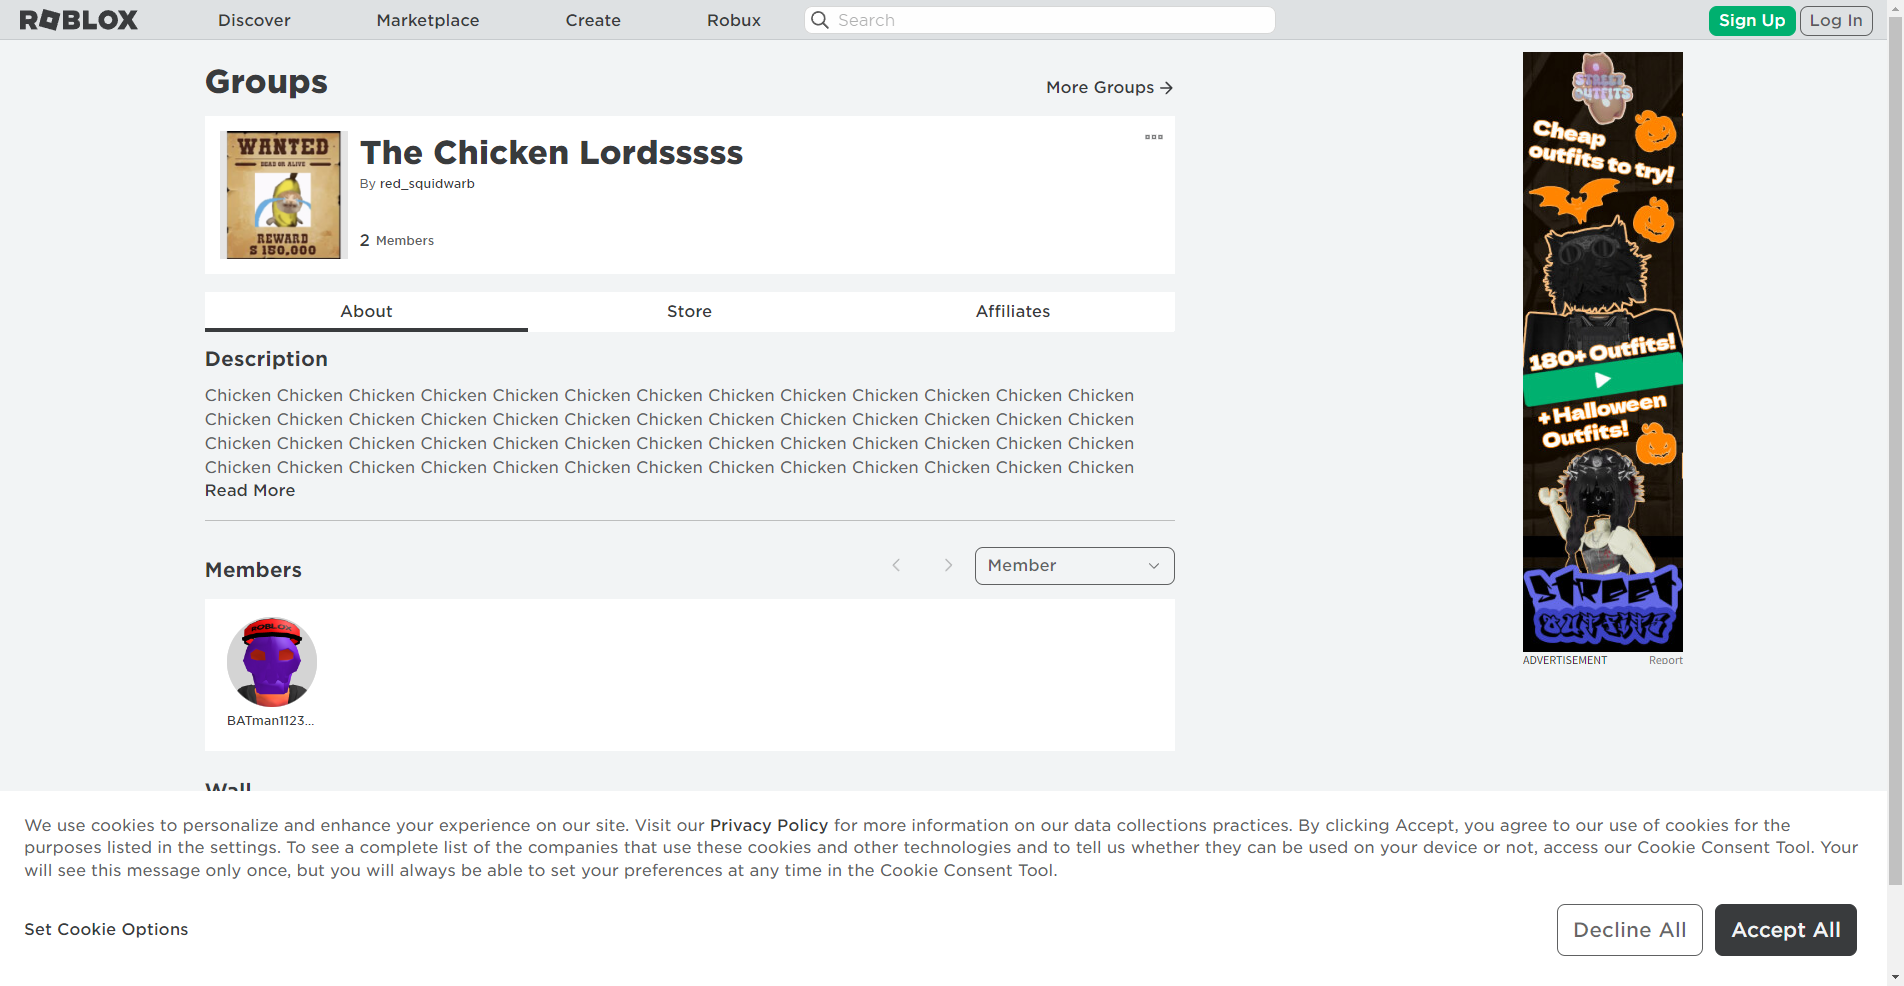 ROBLOX
Discover
Marketplace
Create
Robux
Search
Sign Up
Log In
Groups
More Groups
WANTED
DEAD OR ALIVE
REWARD
$ 150,000
The Chicken Lordsssss
By red_squidwarb
2 Members
About
Store
Affiliates
Description
Chicken Chicken Chicken Chicken Chicken Chicken Chicken Chicken Chicken Chicken Chicken Chicken Chicken
Chicken Chicken Chicken Chicken Chicken Chicken Chicken Chicken Chicken Chicken Chicken Chicken Chicken
Chicken Chicken Chicken Chicken Chicken Chicken Chicken Chicken Chicken Chicken Chicken Chicken Chicken
Chicken Chicken Chicken Chicken Chicken Chicken Chicken Chicken Chicken Chicken Chicken Chicken Chicken
Read More
Members
Member
ROBLOX
BATman1123...
Wall
STREET
OUTFITS
Cheap
outfits to try!
180+ Outfits!
+Halloween
Outfits!
Street
OUTFITS
ADVERTISEMENT
Report
We use cookies to personalize and enhance your experience on our site. Visit our Privacy Policy for more information on our data collections practices. By clicking Accept, you agree to our use of cookies for the
purposes listed in the settings. To see a complete list of the companies that use these cookies and other technologies and to tell us whether they can be used on your device or not, access our Cookie Consent Tool. Your
will see this message only once, but you will always be able to set your preferences at any time in the Cookie Consent Tool.
Set Cookie Options
Decline All
Accept All